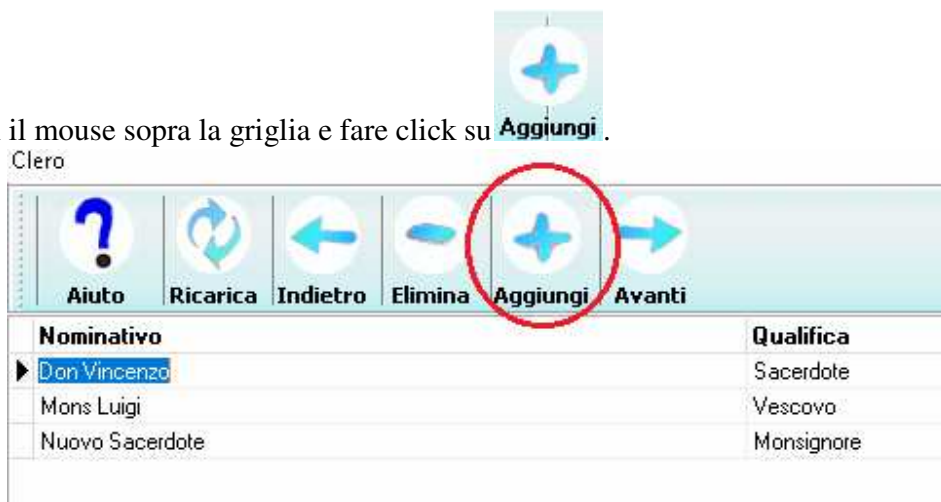 il mouse sopra la griglia e fare click su Aggiungi .
Clero
Aiuto Ricarica Indietro Elimina Aggiungi Avanti
Nominativo Qualifica
Don Vincenzo Sacerdote
Mons Luigi Vescovo
Nuovo Sacerdote Monsignore